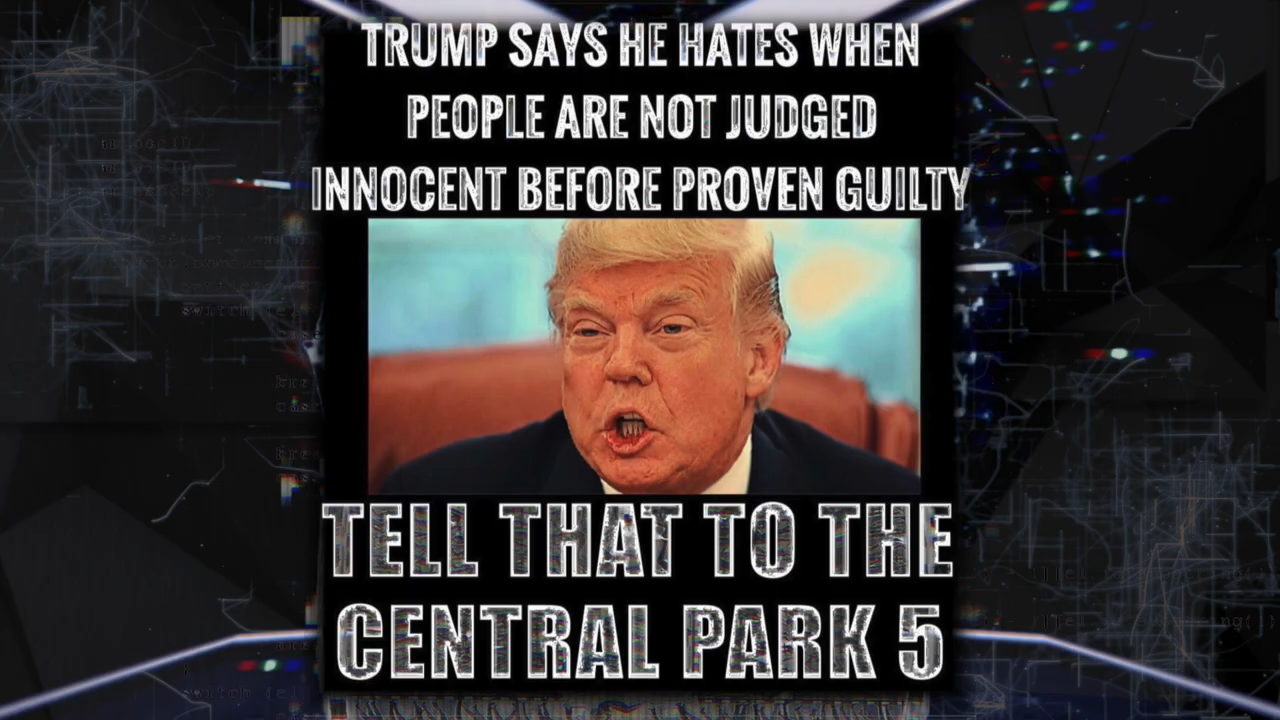 TRUMP SAYS HE HATES WHEN
PEOPLE ARE NOT JUDGED
INNOCENT BEFORE PROVEN GUILTY
TELL THAT TO THE
CENTRAL PARK 5